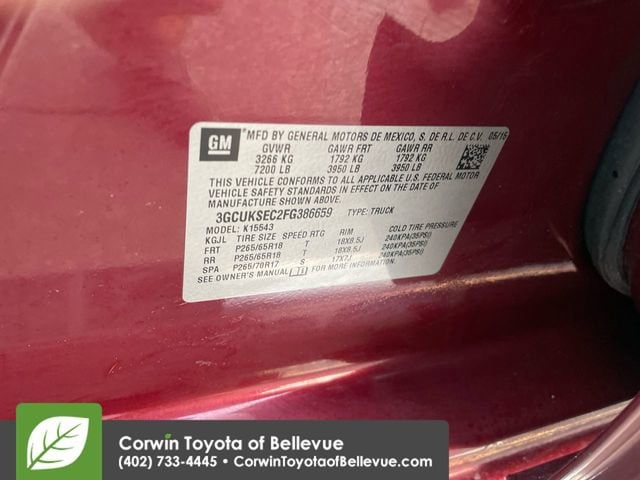 GM
*MFD BY GENERAL MOTORS DE MEXICO, S. DE R.L. DE C.V. 05/15
GVWR GAWR FRT GAWR RR
3266 KG 1792 KG 1792 KG
7200 LB 3950 LB 3950 LB
THIS VEHICLE CONFORMS TO ALL APPLICABLE U.S. FEDERAL MOTOR
VEHICLE SAFETY STANDARDS IN EFFECT ON THE DATE OF
MANUFACTURE SHOWN ABOVE.
3GCUKSEC2FG386659 TYPE: TRUCK
MODEL: K15543
KGJL TIRE SIZE SPEED RTG RIM COLD TIRE PRESSURE
FRT P265/65R18 T 18X8.5J 240KPA(35PSI)
RR P265/65R18 T 18X8.5J 240KPA(35PSI)
SPA P265/70R17 S 17X7J 240KPA(35PSI)
SEE OWNER'S MANUAL FOR MORE INFORMATION.
Corwin Toyota of Bellevue
(402) 733-4445 • CorwinToyotaofBellevue.com